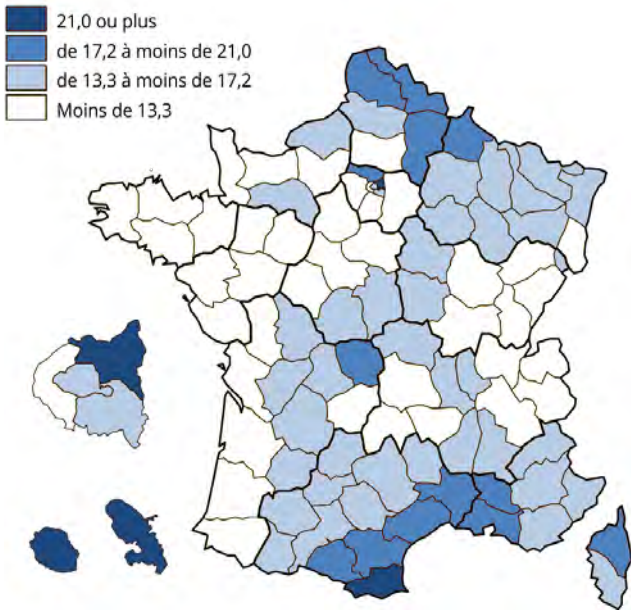 21,0 ou plus
de 17,2 à moins de 21,0
de 13,3 à moins de 17,2
Moins de 13,3